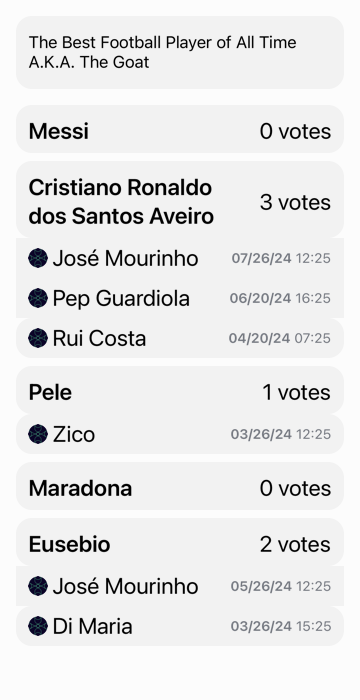 The Best Football Player of All Time
A.K.A. The Goat
Messi 0 votes
Cristiano Ronaldo
dos Santos Aveiro 3 votes
José Mourinho 07/26/24 12:25
Pep Guardiola 06/20/24 16:25
Rui Costa 04/20/24 07:25
Pele 1 votes
Zico 03/26/24 12:25
Maradona 0 votes
Eusebio 2 votes
José Mourinho 05/26/24 12:25
Di Maria 03/26/24 15:25